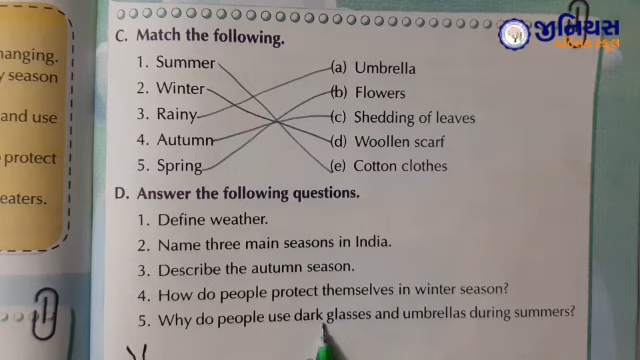 hanging.
y season
and use
protect
eaters.
C. Match the following.
1. Summer
2. Winter
3. Rainy
4. Autumn
5. Spring
(a) Umbrella
(b) Flowers
(c) Shedding of leaves
(d) Woollen scarf
(e) Cotton clothes
D. Answer the following questions.
1. Define weather.
2. Name three main seasons in India.
3. Describe the autumn season.
4. How do people protect themselves in winter season?
5. Why do people use dark glasses and umbrellas during summers?
જીનિયસ